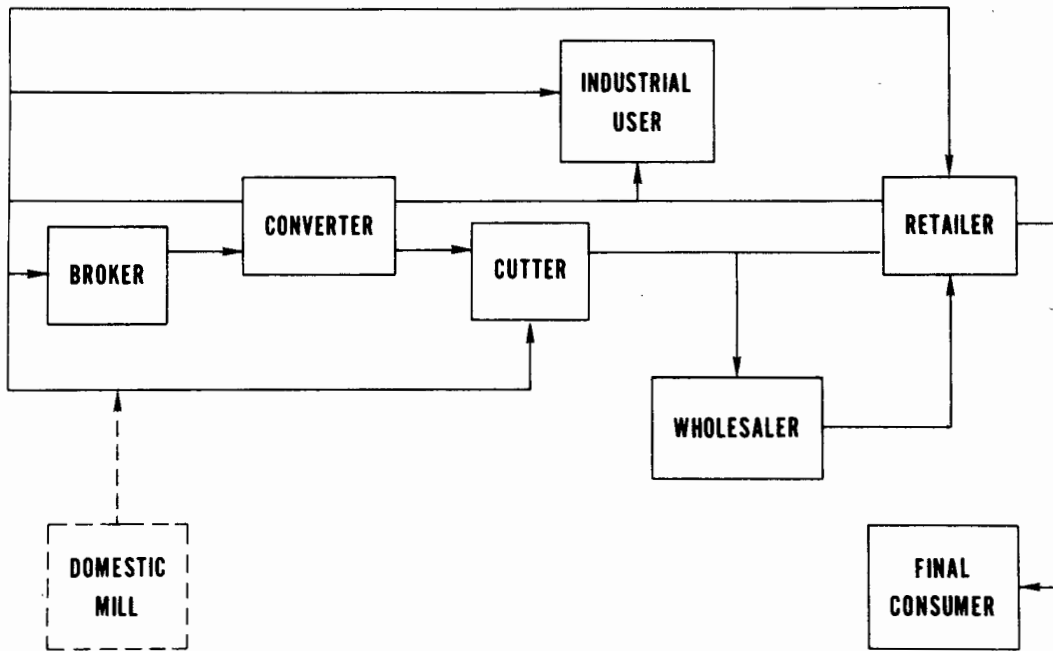 INDUSTRIAL
USER
CONVERTER
RETAILER
BROKER
CUTTER
WHOLESALER
DOMESTIC
MILL
FINAL
CONSUMER